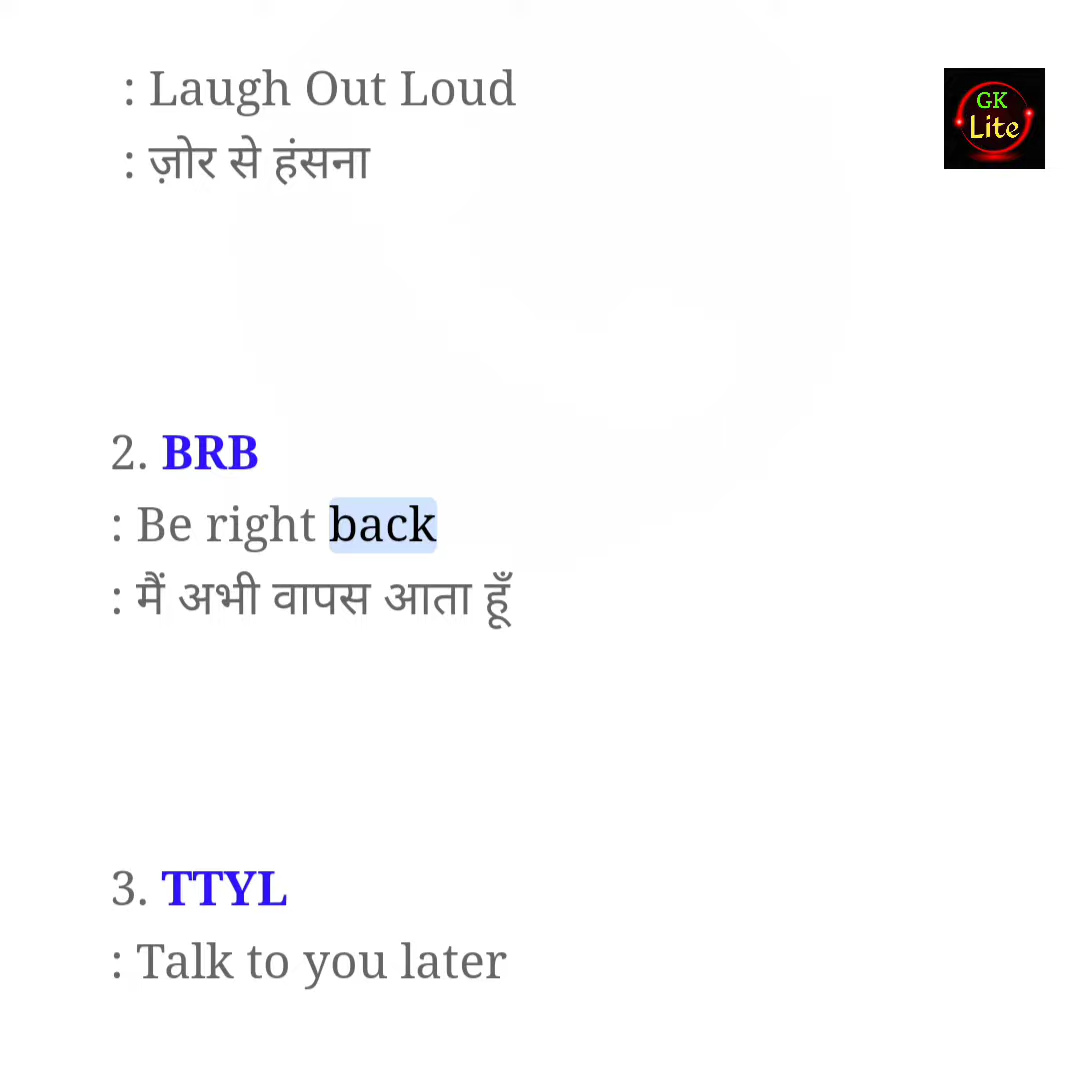 : Laugh Out Loud
GK
Lite
: ज़ोर से हंसना
2. BRB
: Be right back
: मैं अभी वापस आता हूँ
3. TTYL
: Talk to you later